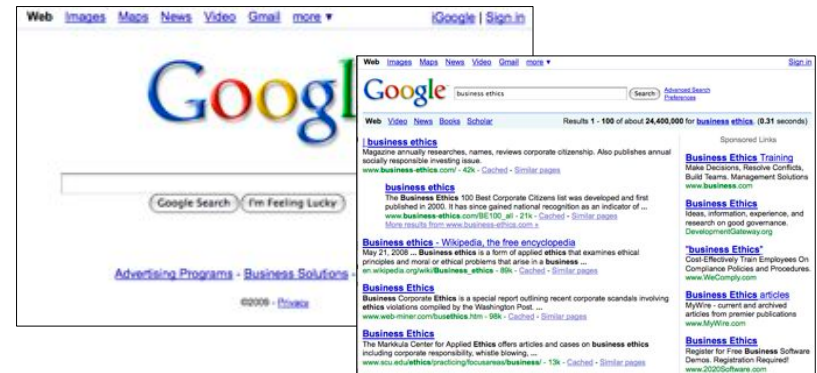 Web Images Maps News Video Gmail more ▼ iGoogle | Sign in
Googl
Google Search I'm Feeling Lucky
Advertising Programs - Business Solutions -
©2009 - Privacy
Web Images Maps News Video Gmail more ▼ Sign in
Google business ethics Search Advanced Search
Preferences
Web Video News Books Scholar Results 1 - 100 of about 24,400,000 for business ethics. (0.31 seconds)
| business ethics
Magazine annually researches, names, reviews corporate citizenship. Also publishes annual
socially responsible investing issue.
www.business-ethics.com/ - 42k - Cached - Similar pages
business ethics
The Business Ethics 100 Best Corporate Citizens list was developed and first
published in 2000. It has since gained national recognition as an indicator of ...
www.business-ethics.com/BE100_all - 21k - Cached - Similar pages
More results from www.business-ethics.com »
Business ethics - Wikipedia, the free encyclopedia
May 21, 2008 ... Business ethics is a form of applied ethics that examines ethical
principles and moral or ethical problems that arise in a business ...
en.wikipedia.org/wiki/Business_ethics - 89k - Cached - Similar pages
Business Ethics
Business Corporate Ethics is a special report outlining recent corporate scandals involving
ethics violations compiled by the Washington Post. ...
www.web-miner.com/busethics.htm - 98k - Cached - Similar pages
Business Ethics
The Markkula Center for Applied Ethics offers articles and cases on business ethics
including corporate responsibility, whistle blowing, ...
www.scu.edu/ethics/practicing/focusareas/business/ - 13k - Cached - Similar pages
Sponsored Links
Business Ethics Training
Make Decisions, Resolve Conflicts,
Build Teams. Management Solutions
www.business.com
Business Ethics
Ideas, information, experience, and
research on good governance.
DevelopmentGateway.org
"business Ethics"
Cost-Effectively Train Employees On
Compliance Policies and Procedures.
www.WeComply.com
Business Ethics articles
MyWire - current and archived
articles from premier publications
www.MyWire.com
Business Ethics
Register for Free Business Software
Demos. Registration Required!
www.2020Software.com